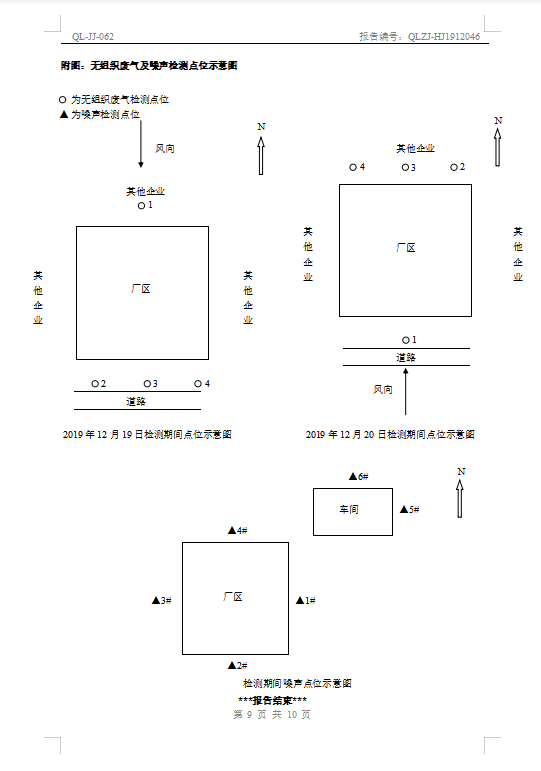 QL-JJ-062 报告编号：QLZJ-HJ1912046
附图：无组织废气及噪声检测点位示意图
○ 为无组织废气检测点位
▲为噪声检测点位
风向
N
其他企业
○1
其他企业
厂区
其他企业
○2 ○3 ○4
道路
2019年12月19日检测期间点位示意图
N
其他企业
○4 ○3 ○2
其他企业
厂区
其他企业
○1
道路
风向
2019年12月20日检测期间点位示意图
N
▲6#
车间
▲5#
▲4#
▲3#
厂区
▲1#
▲2#
检测期间噪声点位示意图
***报告结束***
第 9 页 共 10 页